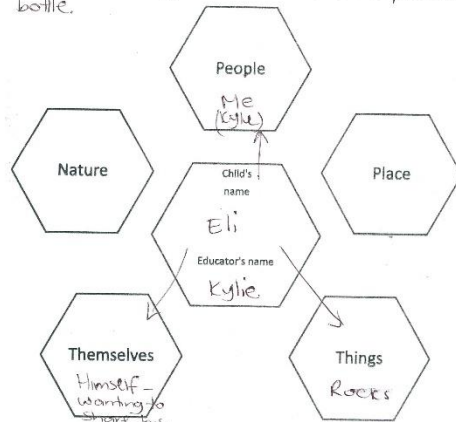 bottle.
People
Me
(Kylie)
Nature
Child's
name
Eli
Educator's name
Kylie
Place
Themselves
Himself -
wanting to
Things
Rocks